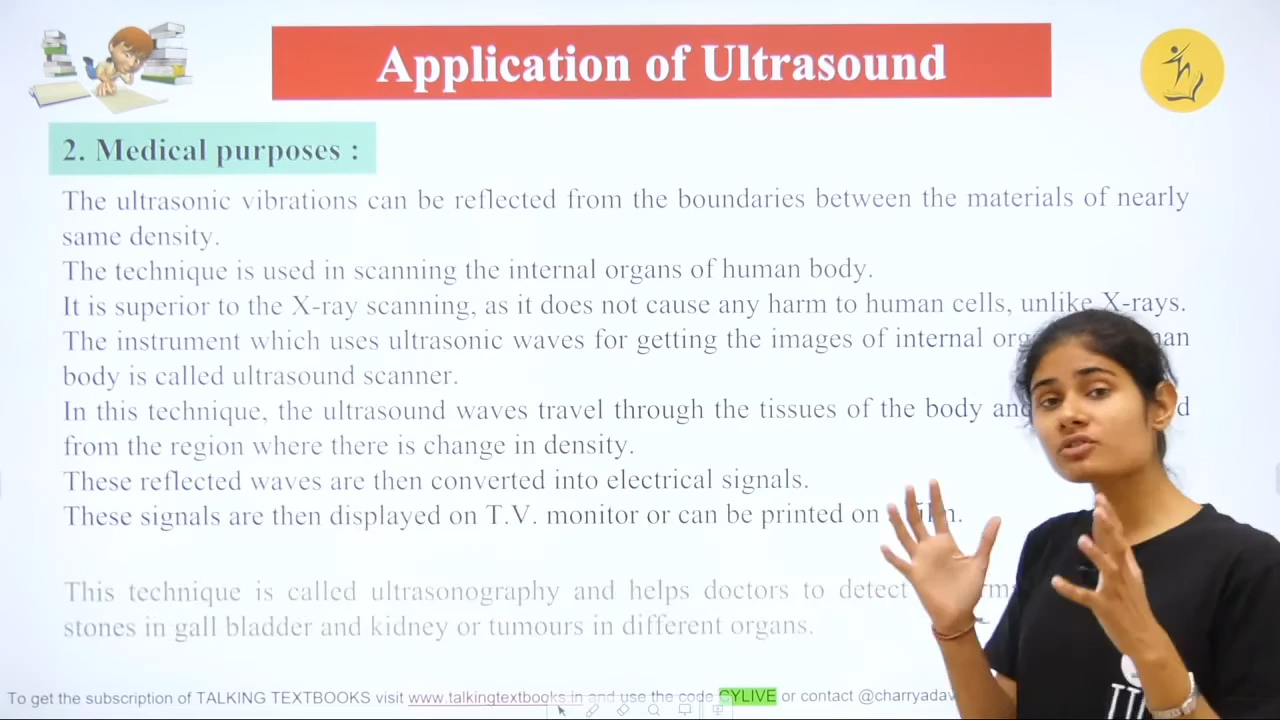 Application of Ultrasound
2. Medical purposes :
The ultrasonic vibrations can be reflected from the boundaries between the materials of nearly
same density.
The technique is used in scanning the internal organs of human body.
It is superior to the X-ray scanning, as it does not cause any harm to human cells, unlike X-rays.
The instrument which uses ultrasonic waves for getting the images of internal
body is called ultrasound scanner.
In this technique, the ultrasound waves travel through the tissues of the body
from the region where there is change in density.
These reflected waves are then converted into electrical signals.
These signals are then displayed on T.V. monitor or can be printed on
This technique is called ultrasonography and helps doctors to detect
stones in gall bladder and kidney or tumours in different organs.
To get the subscription of TALKING TEXTBOOKS visit www.talkingtextbooks.in and use the code CYLIVE or contact